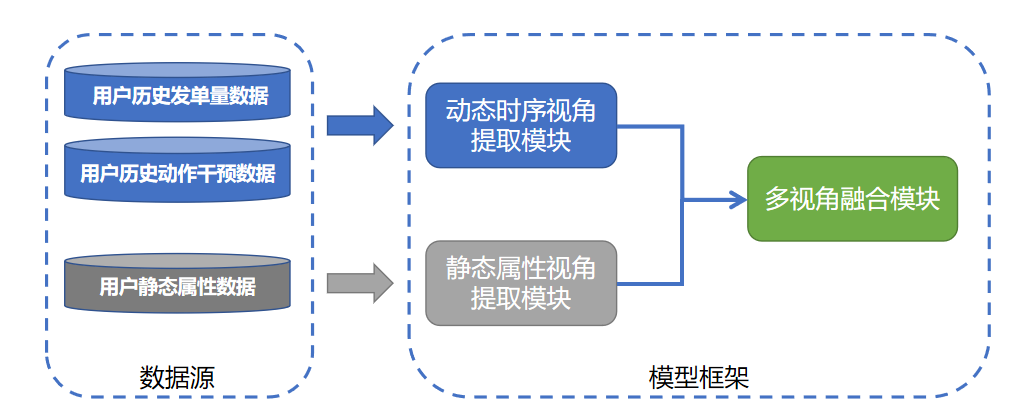 用户历史发单量数据
用户历史动作干预数据
用户静态属性数据
数据源
动态时序视角
提取模块
静态属性视角
提取模块
多视角融合模块
模型框架